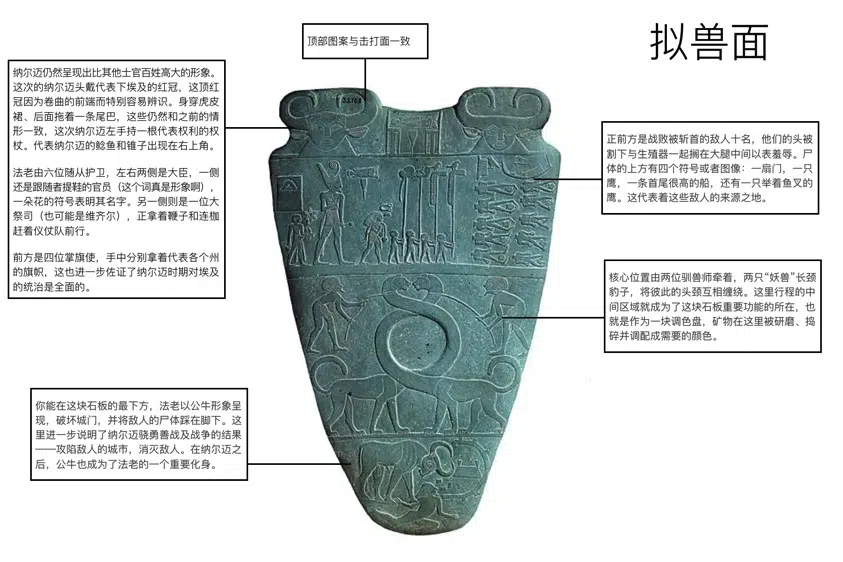 拟兽面
顶部图案与击打面一致
纳尔迈仍然呈现出比其他士官百姓高大的形象。
这次的纳尔迈头戴代表下埃及的红冠，这顶红
冠因为卷曲的前端而特别容易辨识。身穿虎皮
裙、后面拖着一条尾巴，这些仍然和之前的情
形一致，这次纳尔迈左手持一根代表权利的权
杖。代表纳尔迈的鲶鱼和锥子出现在右上角。
法老由六位随从护卫，左右两侧是大臣，一侧
还是跟随者提鞋的官员（这个词真是形象啊），
一朵花的符号表明其名字。另一侧则是一位大
祭司（也可能是维齐尔），正拿着鞭子和连枷
赶着仪仗队前行。
前方是四位掌旗使，手中分别拿着代表各个州
的旗帜，这也进一步佐证了纳尔迈时期对埃及
的统治是全面的。
正前方是战败被斩首的敌人十名，他们的头被
割下与生殖器一起搁在大腿中间以表羞辱。尸
体的上方有四个符号或者图像：一扇门，一只
鹰，一条首尾很高的船，还有一只举着鱼叉的
鹰。这代表着这些敌人的来源之地。
核心位置由两位驯兽师牵着，两只“妖兽”长颈
豹子，将彼此的头颈互相缠绕。这里行程的中
间区域就成为了这块石板重要功能的所在，也
就是作为一块调色盘，矿物在这里被研磨、捣
碎并调配成需要的颜色。
你能在这块石板的最下方，法老以公牛形象呈
现，破坏城门，并将敌人的尸体踩在脚下。这
里进一步说明了纳尔迈骁勇善战及战争的结果
——攻陷敌人的城市，消灭敌人。在纳尔迈之
后，公牛也成为了法老的一个重要化身。